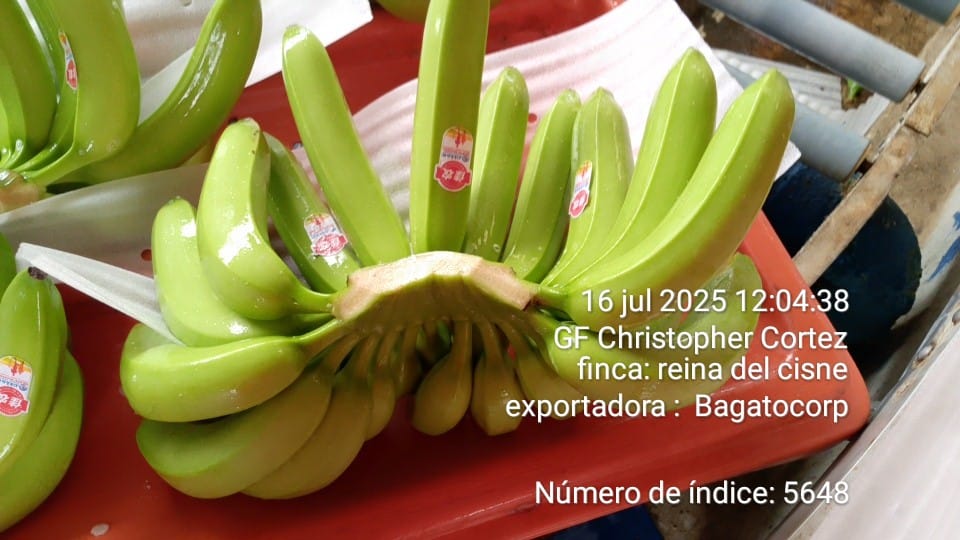 16 jul 2025 12:04:38
GF Christopher Cortez
finca: reina del cisne
exportadora : Bagatocorp
Número de índice: 5648